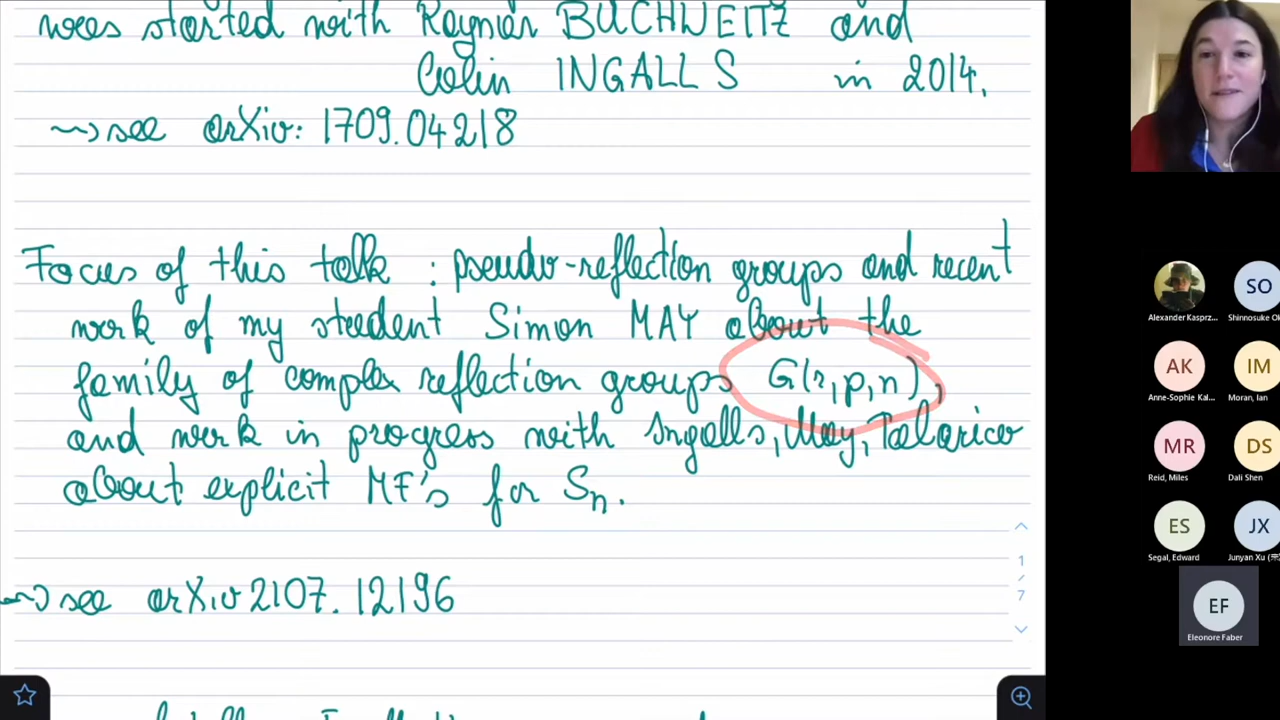 was started with Ragnar BUCHWEITZ and
Colin INGALLS in 2014.
⇝ see arXiv: 1709.04218
Focus of this talk : pseudo-reflection groups and recent
work of my student Simon MAY about the
family of complex reflection groups G(r,p,n),
and work in progress with Ingalls, May, Talarico
about explicit MF's for Sn.
⇝ see arXiv 2107.12196
1
/
7
Alexander Kasprz...
SO
Shinnosuke Ok
AK
Anne-Sophie Kal...
IM
Moran, Ian
MR
Reid, Miles
DS
Dali Shen
ES
Segal, Edward
JX
Junyan Xu
EF
Eleonore Faber